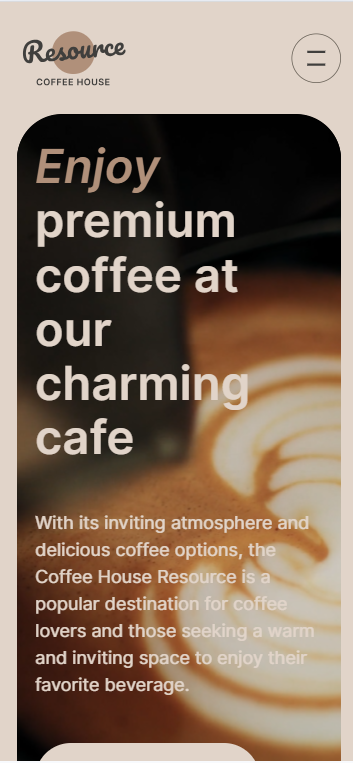 Resource
COFFEE HOUSE
Enjoy
premium
coffee at
our
charming
cafe
With its inviting atmosphere and
delicious coffee options, the
Coffee House Resource is a
popular destination for coffee
lovers and those seeking a warm
and inviting space to enjoy their
favorite beverage.